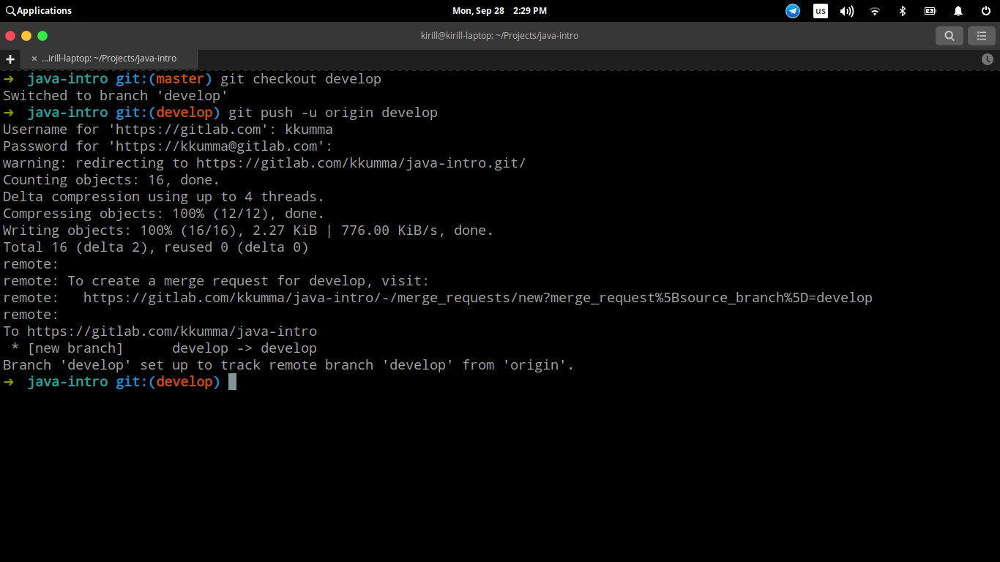 Applications
Mon, Sep 28 2:29 PM
us
kirill@kirill-laptop: ~/Projects/java-intro
+ × ...irill-laptop: ~/Projects/java-intro
➜ java-intro git:(master) git checkout develop
Switched to branch 'develop'
➜ java-intro git:(develop) git push -u origin develop
Username for 'https://gitlab.com': kkumma
Password for 'https://kkumma@gitlab.com':
warning: redirecting to https://gitlab.com/kkumma/java-intro.git/
Counting objects: 16, done.
Delta compression using up to 4 threads.
Compressing objects: 100% (12/12), done.
Writing objects: 100% (16/16), 2.27 KiB | 776.00 KiB/s, done.
Total 16 (delta 2), reused 0 (delta 0)
remote:
remote: To create a merge request for develop, visit:
remote:   https://gitlab.com/kkumma/java-intro/-/merge_requests/new?merge_request%5Bsource_branch%5D=develop
remote:
To https://gitlab.com/kkumma/java-intro
 * [new branch]      develop -> develop
Branch 'develop' set up to track remote branch 'develop' from 'origin'.
➜ java-intro git:(develop)